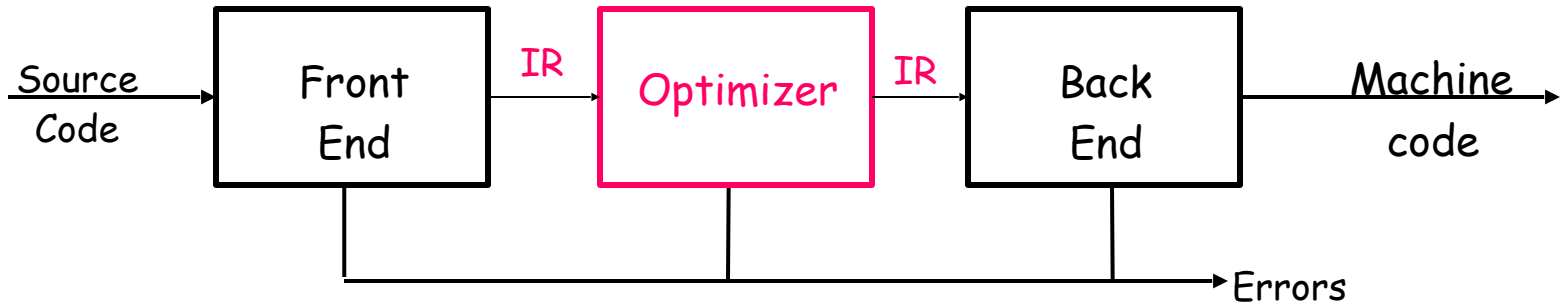 Source
Code
Front
End
IR
Optimizer
IR
Back
End
Machine
code
Errors